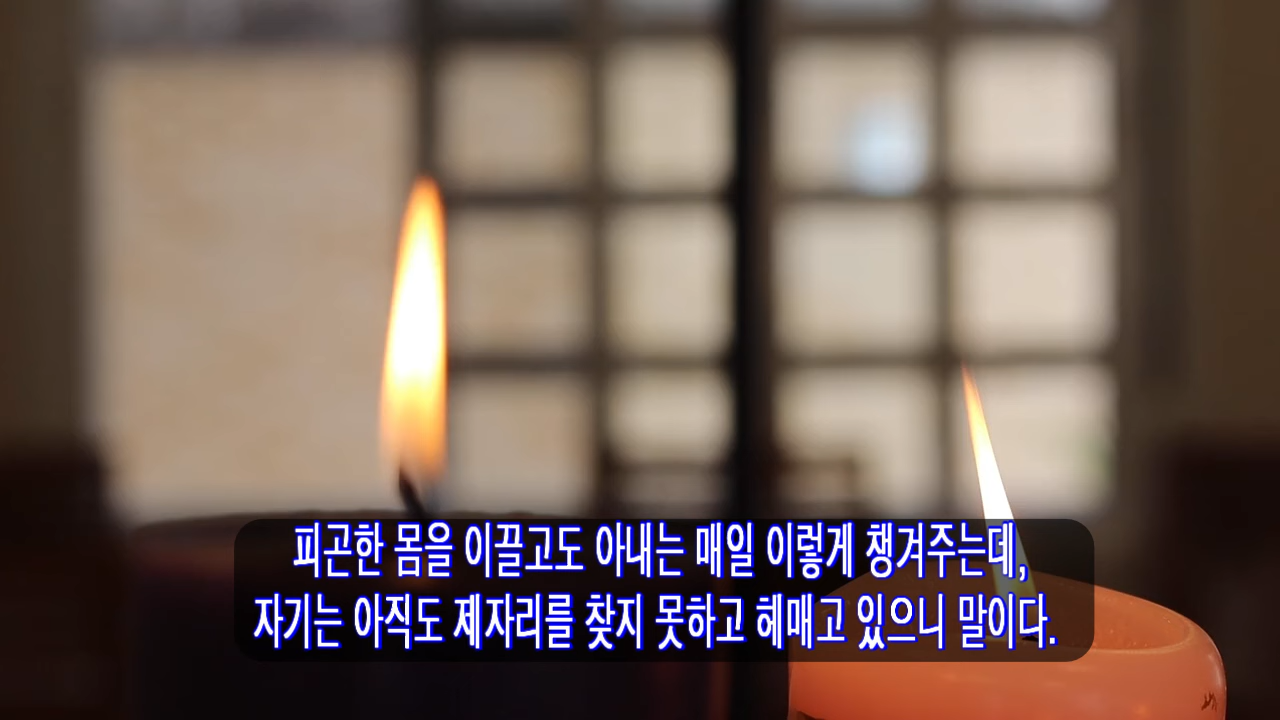 피곤한 몸을 이끌고도 아내는 매일 이렇게 챙겨주는데,
자기는 아직도 제자리를 찾지 못하고 헤매고 있으니 말이다.